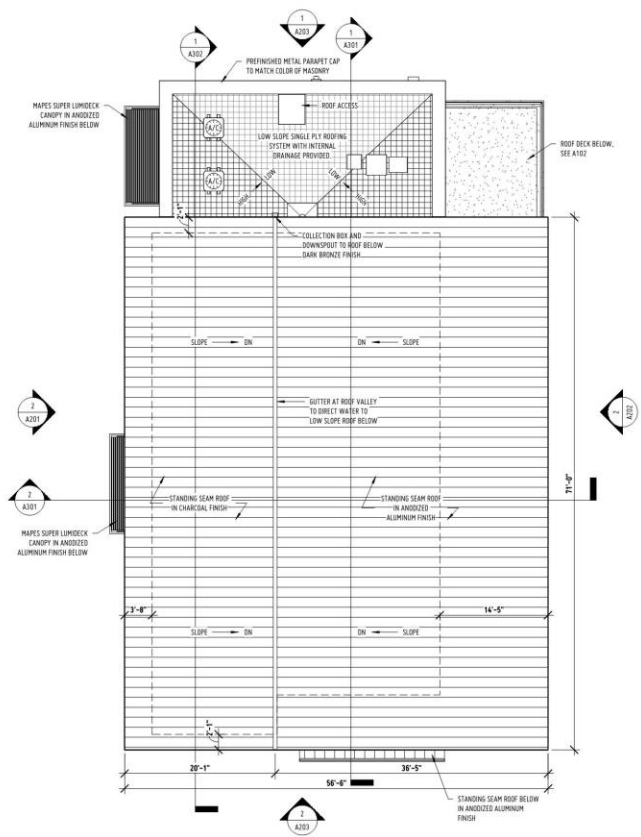 1
A203
1
A302
1
A301
PREFINISHED METAL PARAPET CAP
TO MATCH COLOR OF MASONRY
MAPES SUPER LUMIDECK
CANOPY IN ANODIZED
ALUMINUM FINISH BELOW
ROOF ACCESS
A/C
LOW SLOPE SINGLE PLY ROOFING
SYSTEM WITH INTERNAL
DRAINAGE PROVIDED
ROOF DECK BELOW,
SEE A102
A/C
LOW
HIGH
LOW
HIGH
2'-1"
COLLECTION BOX AND
DOWNSPOUT TO ROOF BELOW
DARK BRONZE FINISH
SLOPE
DN
DN
SLOPE
2
A201
GUTTER AT ROOF VALLEY
TO DIRECT WATER TO
LOW SLOPE ROOF BELOW
2
A202
71'-0"
2
A301
STANDING SEAM ROOF
IN CHARCOAL FINISH
STANDING SEAM ROOF
IN ANODIZED
ALUMINUM FINISH
MAPES SUPER LUMIDECK
CANOPY IN ANODIZED
ALUMINUM FINISH BELOW
3'-8"
14'-5"
SLOPE
DN
DN
SLOPE
2'-1"
20'-1"
36'-5"
56'-6"
STANDING SEAM ROOF BELOW
IN ANODIZED ALUMINUM
FINISH
2
A203